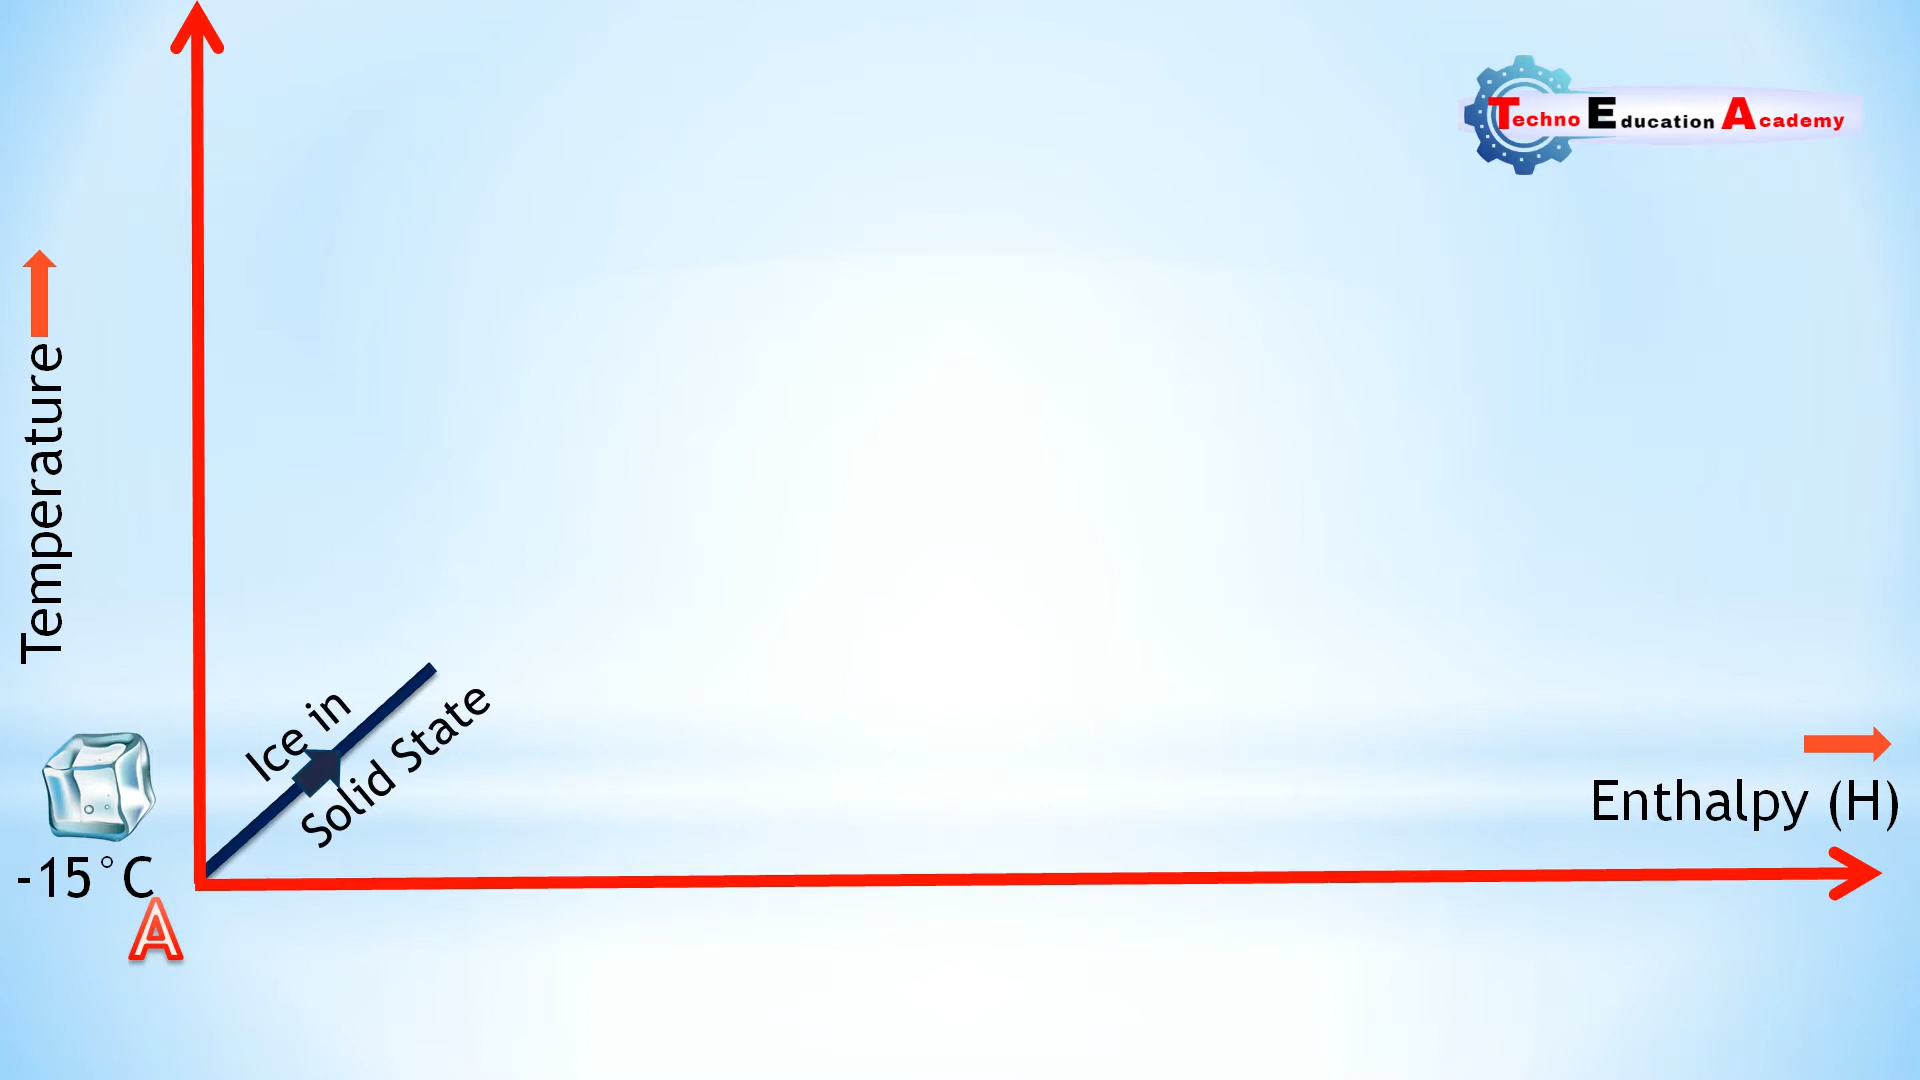 Techno Education Academy
Temperature
Ice in
Solid State
Enthalpy (H)
-15°C
A